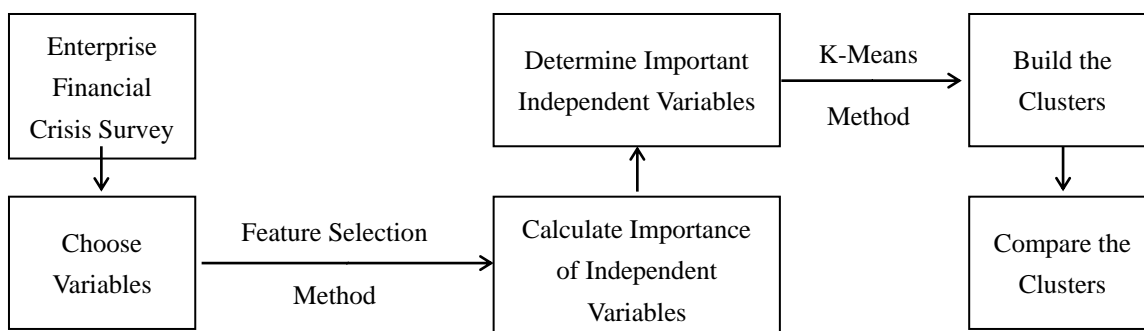 Enterprise
Financial
Crisis Survey
Choose
Variables
Feature Selection
Method
Calculate Importance
of Independent
Variables
Determine Important
Independent Variables
K-Means
Method
Build the
Clusters
Compare the
Clusters